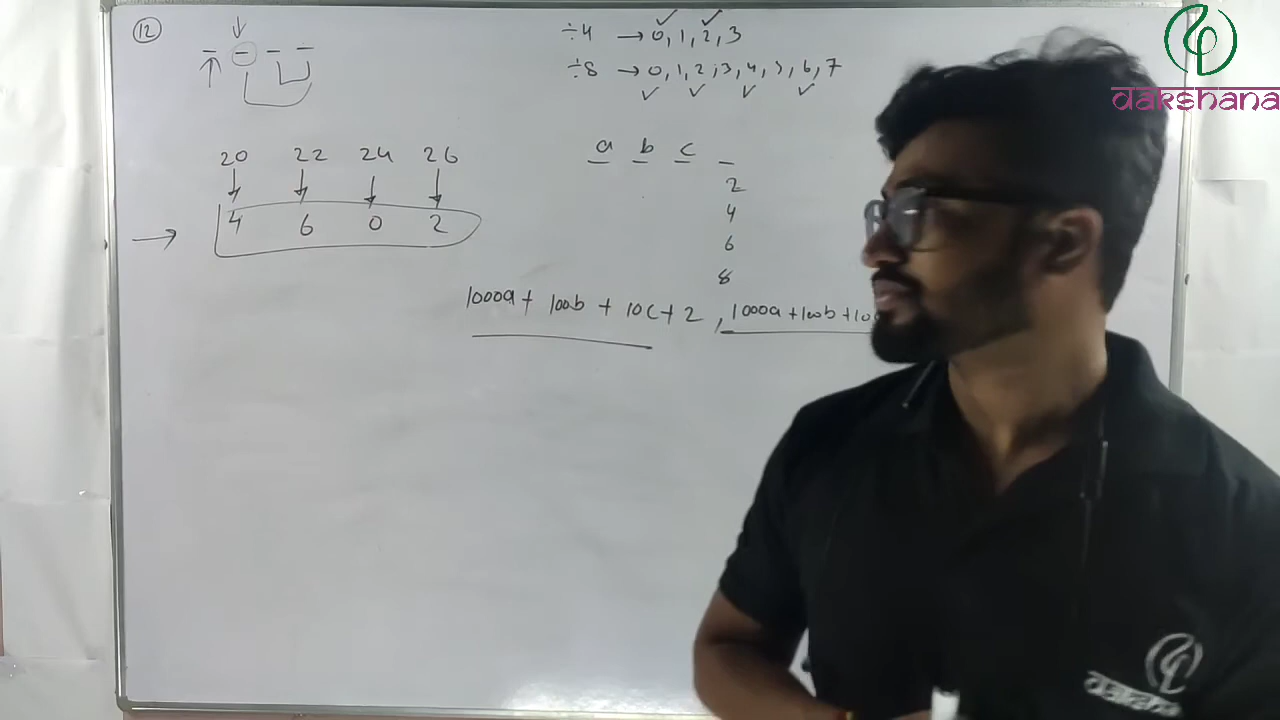 12
÷4 → 0, 1, 2, 3
÷8 → 0, 1, 2, 3, 4, 5, 6, 7
20 22 24 26
4 6 0 2
a b c _
2
4
6
8
1000a + 100b + 10c + 2 , 1000a + 100b + 10
dakshana